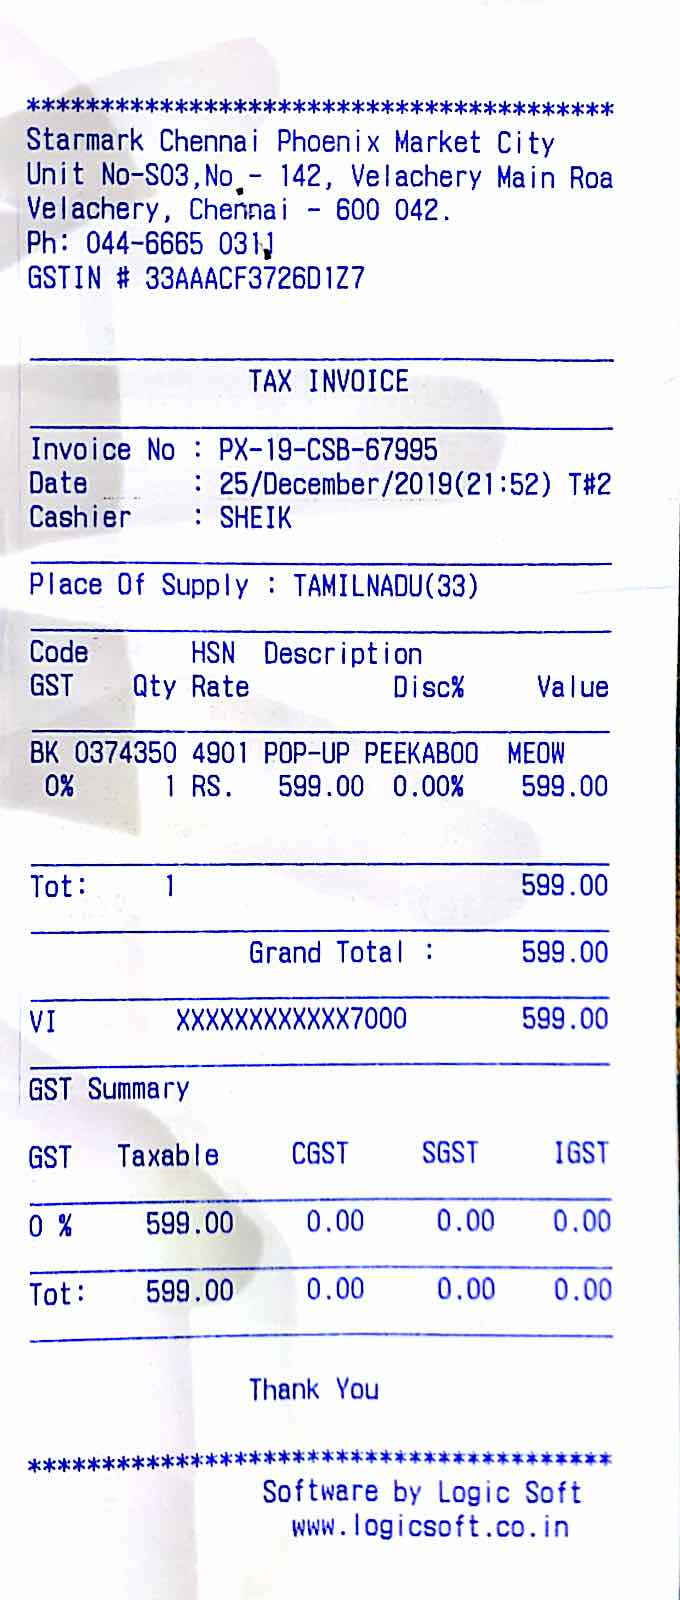 ****************************************
Starmark Chennai Phoenix Market City
Unit No-S03,No.- 142, Velachery Main Roa
Velachery, Chennai - 600 042.
Ph: 044-6665 0311
GSTIN # 33AAACF3726D1Z7
TAX INVOICE
Invoice No : PX-19-CSB-67995
Date : 25/December/2019(21:52) T#2
Cashier : SHEIK
Place Of Supply : TAMILNADU(33)
Code HSN Description
GST Qty Rate Disc% Value
BK 0374350 4901 POP-UP PEEKABOO MEOW
0% 1 RS. 599.00 0.00% 599.00
Tot: 1 599.00
Grand Total : 599.00
VI XXXXXXXXXXXX7000 599.00
GST Summary
GST Taxable CGST SGST IGST
0 % 599.00 0.00 0.00 0.00
Tot: 599.00 0.00 0.00 0.00
Thank You
****************************************
Software by Logic Soft
www.logicsoft.co.in